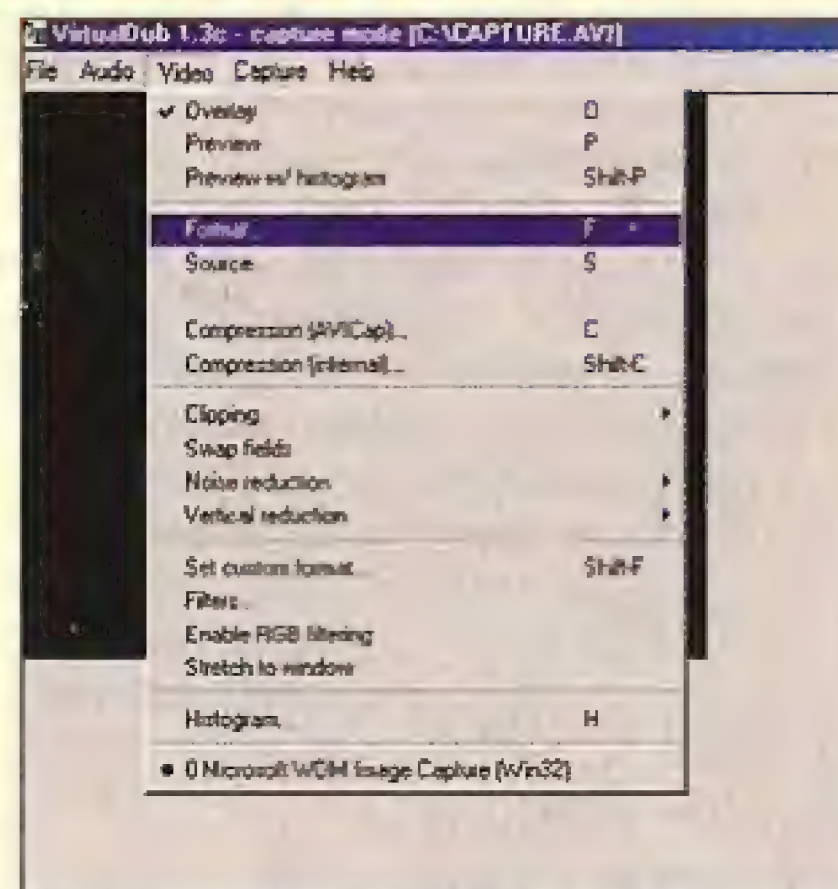 VirtualDub 1.3c - capture mode [C:\CAPTURE.AVI]
File Audio Video Capture Help
✔ Overlay O
Preview P
Preview w/ histogram Shift-P
Format... F
Source S
Compression (AVICap)... C
Compression (internal)... Shift-C
Clipping
Swap fields
Noise reduction
Vertical reduction
Set custom format... Shift-F
Filters...
Enable RGB filtering
Stretch to window
Histogram... H
• 0 Microsoft WDM Image Capture (Win32)